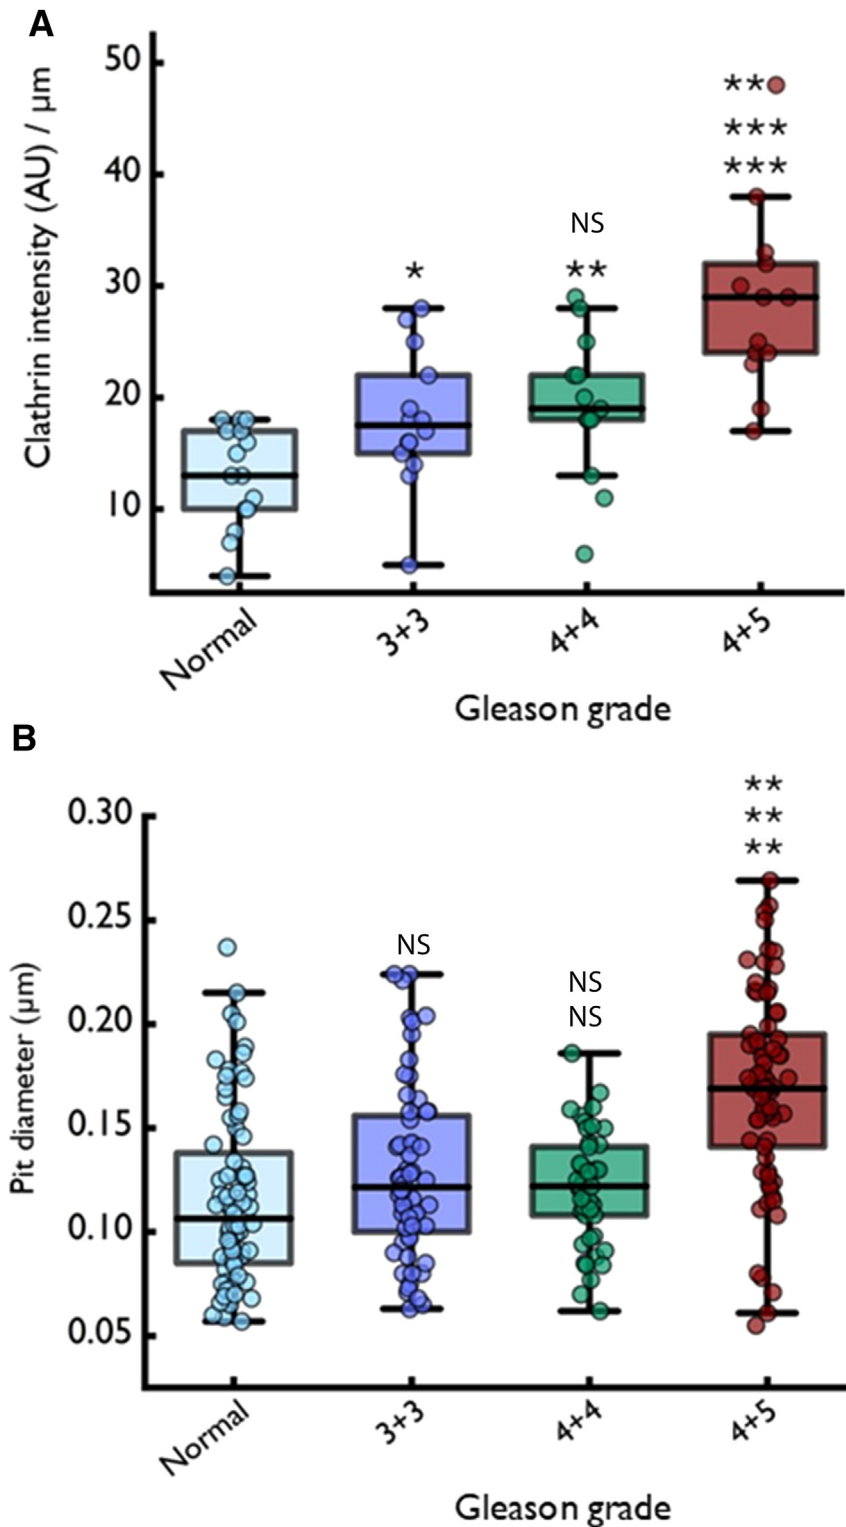 A
Clathrin intensity (AU) / µm
50
40
30
20
10
*
NS
**
**
***
***
Normal
3+3
4+4
4+5
Gleason grade
B
Pit diameter (µm)
0.30
0.25
0.20
0.15
0.10
0.05
NS
NS
NS
**
**
**
Normal
3+3
4+4
4+5
Gleason grade